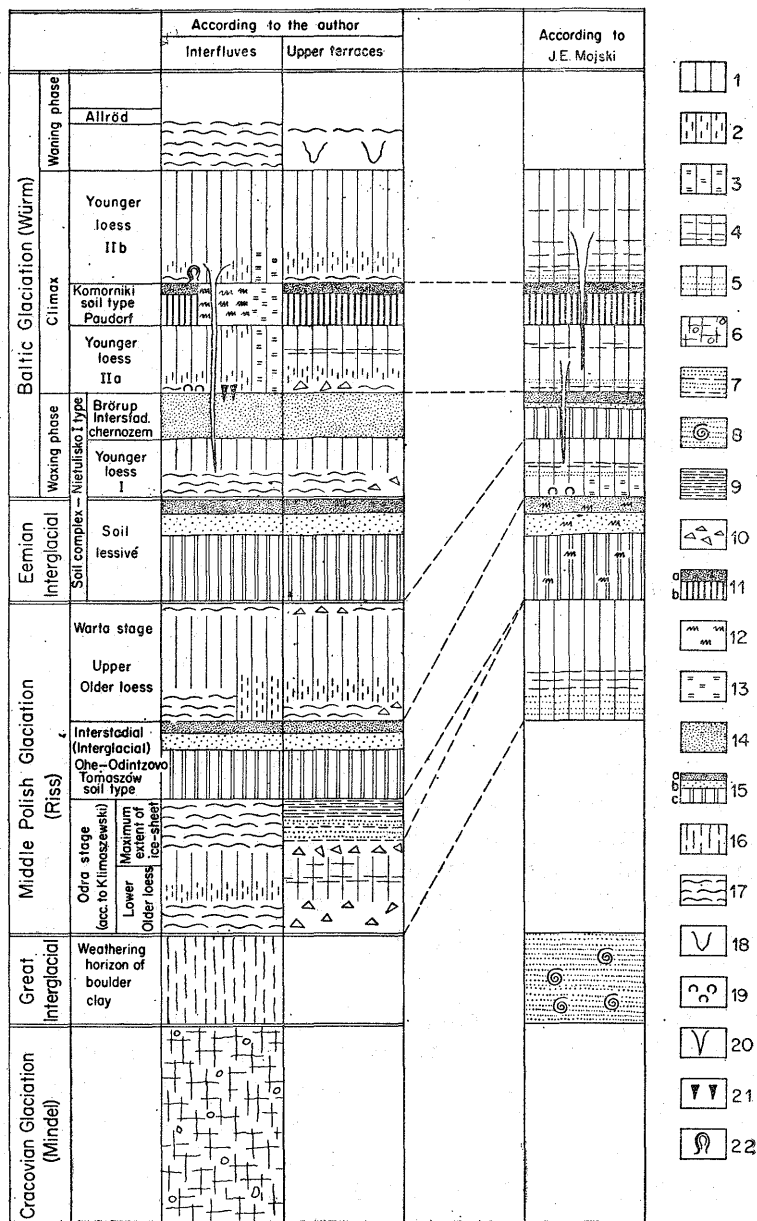 According to the author
Interfluves
Upper terraces
According to
J.E. Mojski
Baltic Glaciation (Würm)
Waning phase
Allröd
Climax
Younger
loess
IIb
Komorniki
soil type
Paudorf
Younger
loess
IIa
Waxing phase
Soil complex – Nietulisko I type
Brörup
Interstad.
chernozem
Younger
loess
I
Eemian
Interglacial
Soil
lessivé
Middle Polish Glaciation
(Riss)
Warta stage
Upper
Older loess
Interstadial
(Interglacial)
Ohe–Odintzovo
Tomaszów
soil type
Odra stage
(acc. to Klimaszewski)
Maximum
extent of
ice-sheet
Lower
Older loess
Great
Interglacial
Weathering
horizon of
boulder
clay
Cracovian Glaciation
(Mindel)
1
2
3
4
5
6
7
8
9
10
a
b
11
12
13
14
a
b
c
15
16
17
18
19
20
21
22